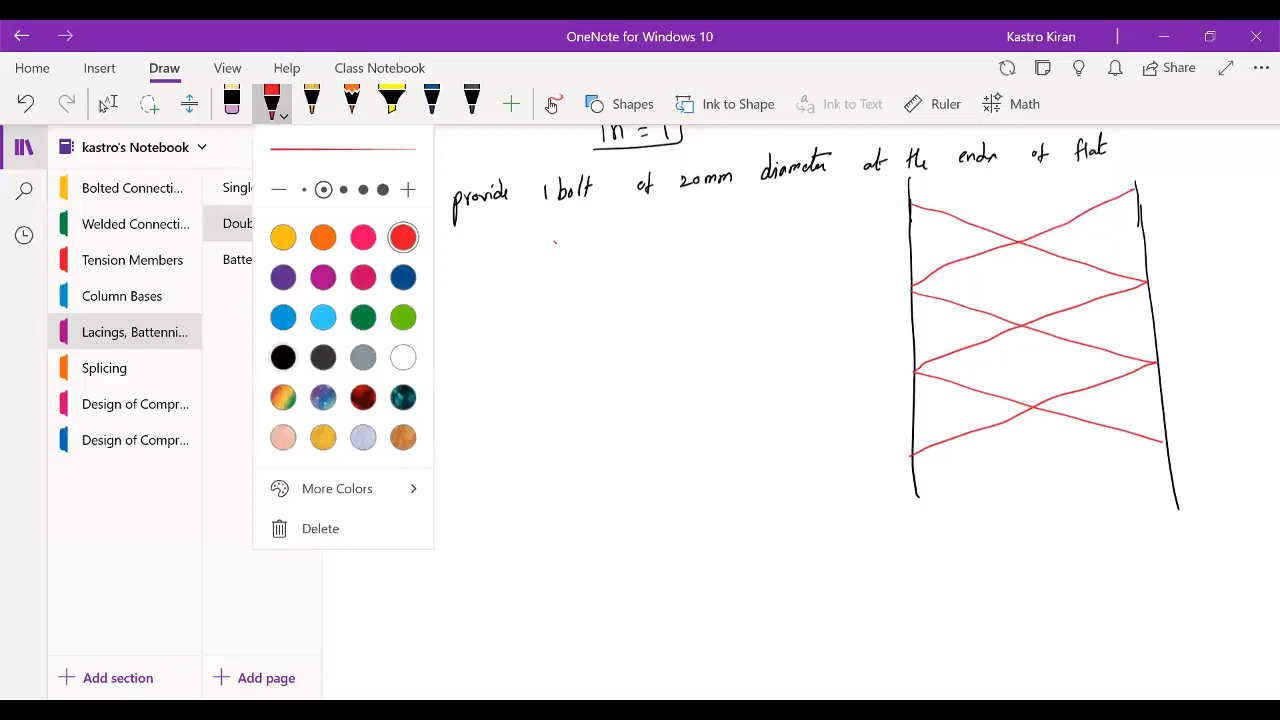 OneNote for Windows 10
Kastro Kiran
Home Insert Draw View Help Class Notebook
Share
Shapes Ink to Shape Ink to Text Ruler Math
kastro's Notebook
Bolted Connecti...
Welded Connecti...
Tension Members
Column Bases
Lacings, Battenni...
Splicing
Design of Compr...
Design of Compr...
Add section
Single
Doub
Batte
Add page
More Colors
Delete
n = 1
provide 1 bolt of 20mm diameter at the ends of flat